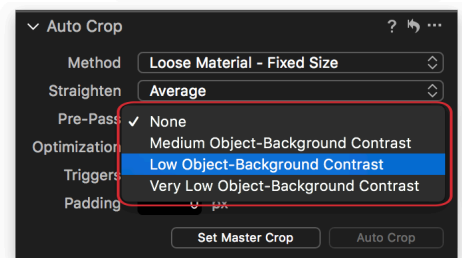 Auto Crop ? ...
Method Loose Material - Fixed Size
Straighten Average
Pre-Pass ✓ None
Medium Object-Background Contrast
Optimization
Low Object-Background Contrast
Triggers Very Low Object-Background Contrast
Padding 0 px
Set Master Crop Auto Crop